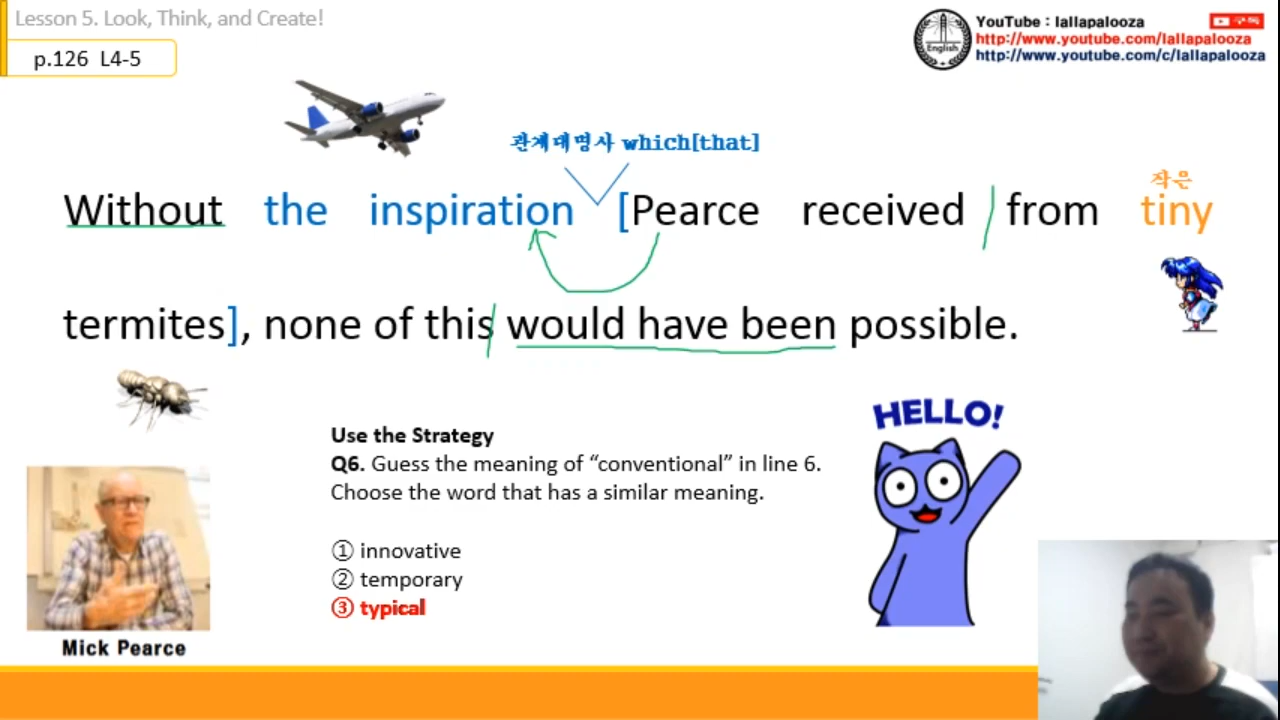 Lesson 5. Look, Think, and Create!
p.126 L4-5
English
YouTube : lallapalooza
구독
http://www.youtube.com/lallapalooza
http://www.youtube.com/c/lallapalooza
관계대명사 which[that]
작은
Without the inspiration [Pearce received from tiny
termites], none of this would have been possible.
HELLO!
Use the Strategy
Q6. Guess the meaning of “conventional” in line 6.
Choose the word that has a similar meaning.
① innovative
② temporary
③ typical
Mick Pearce